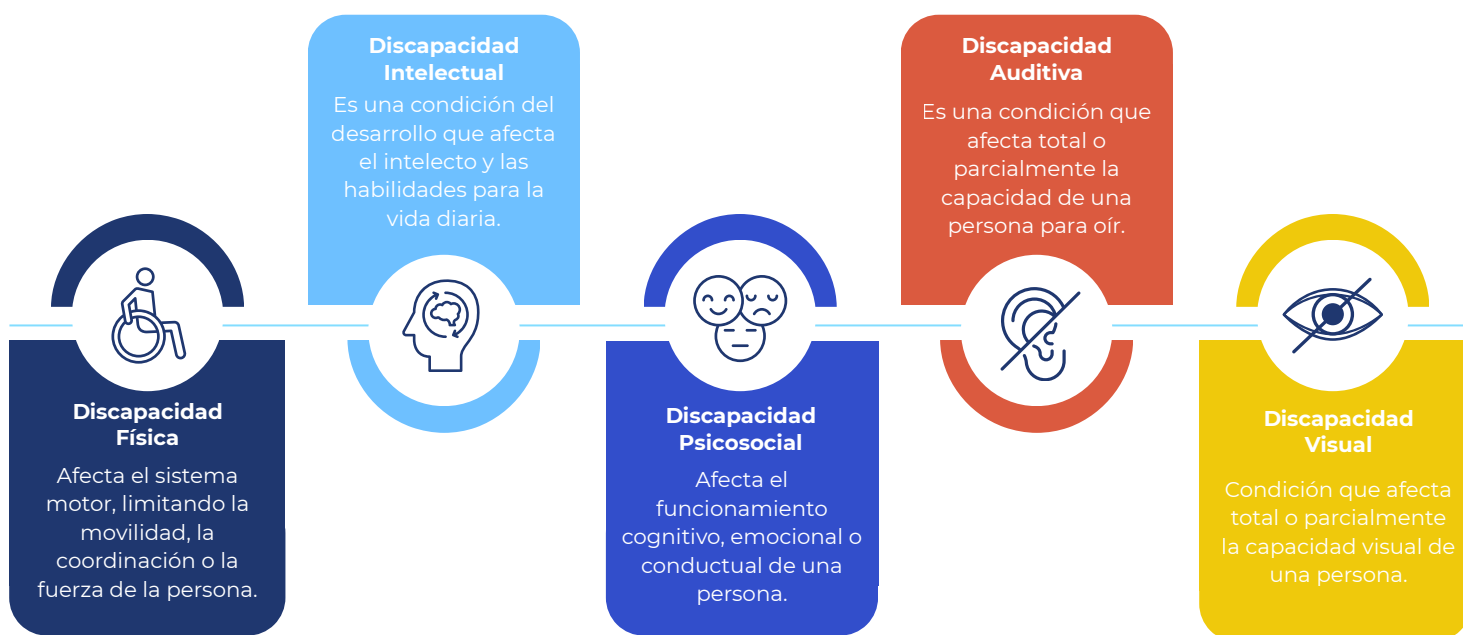 Discapacidad
Física
Afecta el sistema
motor, limitando la
movilidad, la
coordinación o la
fuerza de la persona.
Discapacidad
Intelectual
Es una condición del
desarrollo que afecta
el intelecto y las
habilidades para la
vida diaria.
Discapacidad
Psicosocial
Afecta el
funcionamiento
cognitivo, emocional o
conductual de una
persona.
Discapacidad
Auditiva
Es una condición que
afecta total o
parcialmente la
capacidad de una
persona para oír.
Discapacidad
Visual
Condición que afecta
total o parcialmente
la capacidad visual de
una persona.